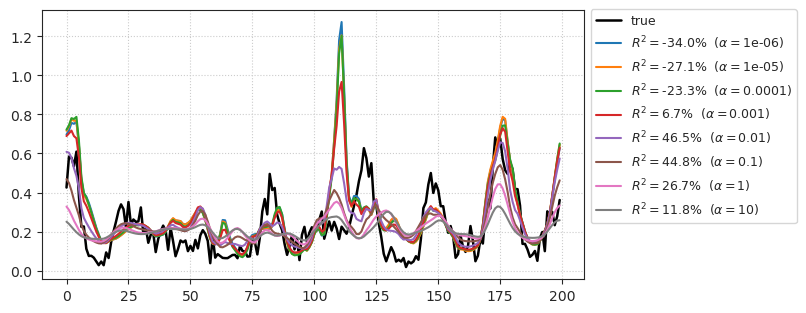 true
R² = -34.0% (α = 1e-06)
R² = -27.1% (α = 1e-05)
R² = -23.3% (α = 0.0001)
R² = 6.7% (α = 0.001)
R² = 46.5% (α = 0.01)
R² = 44.8% (α = 0.1)
R² = 26.7% (α = 1)
R² = 11.8% (α = 10)
1.2
1.0
0.8
0.6
0.4
0.2
0.0
0 25 50 75 100 125 150 175 200